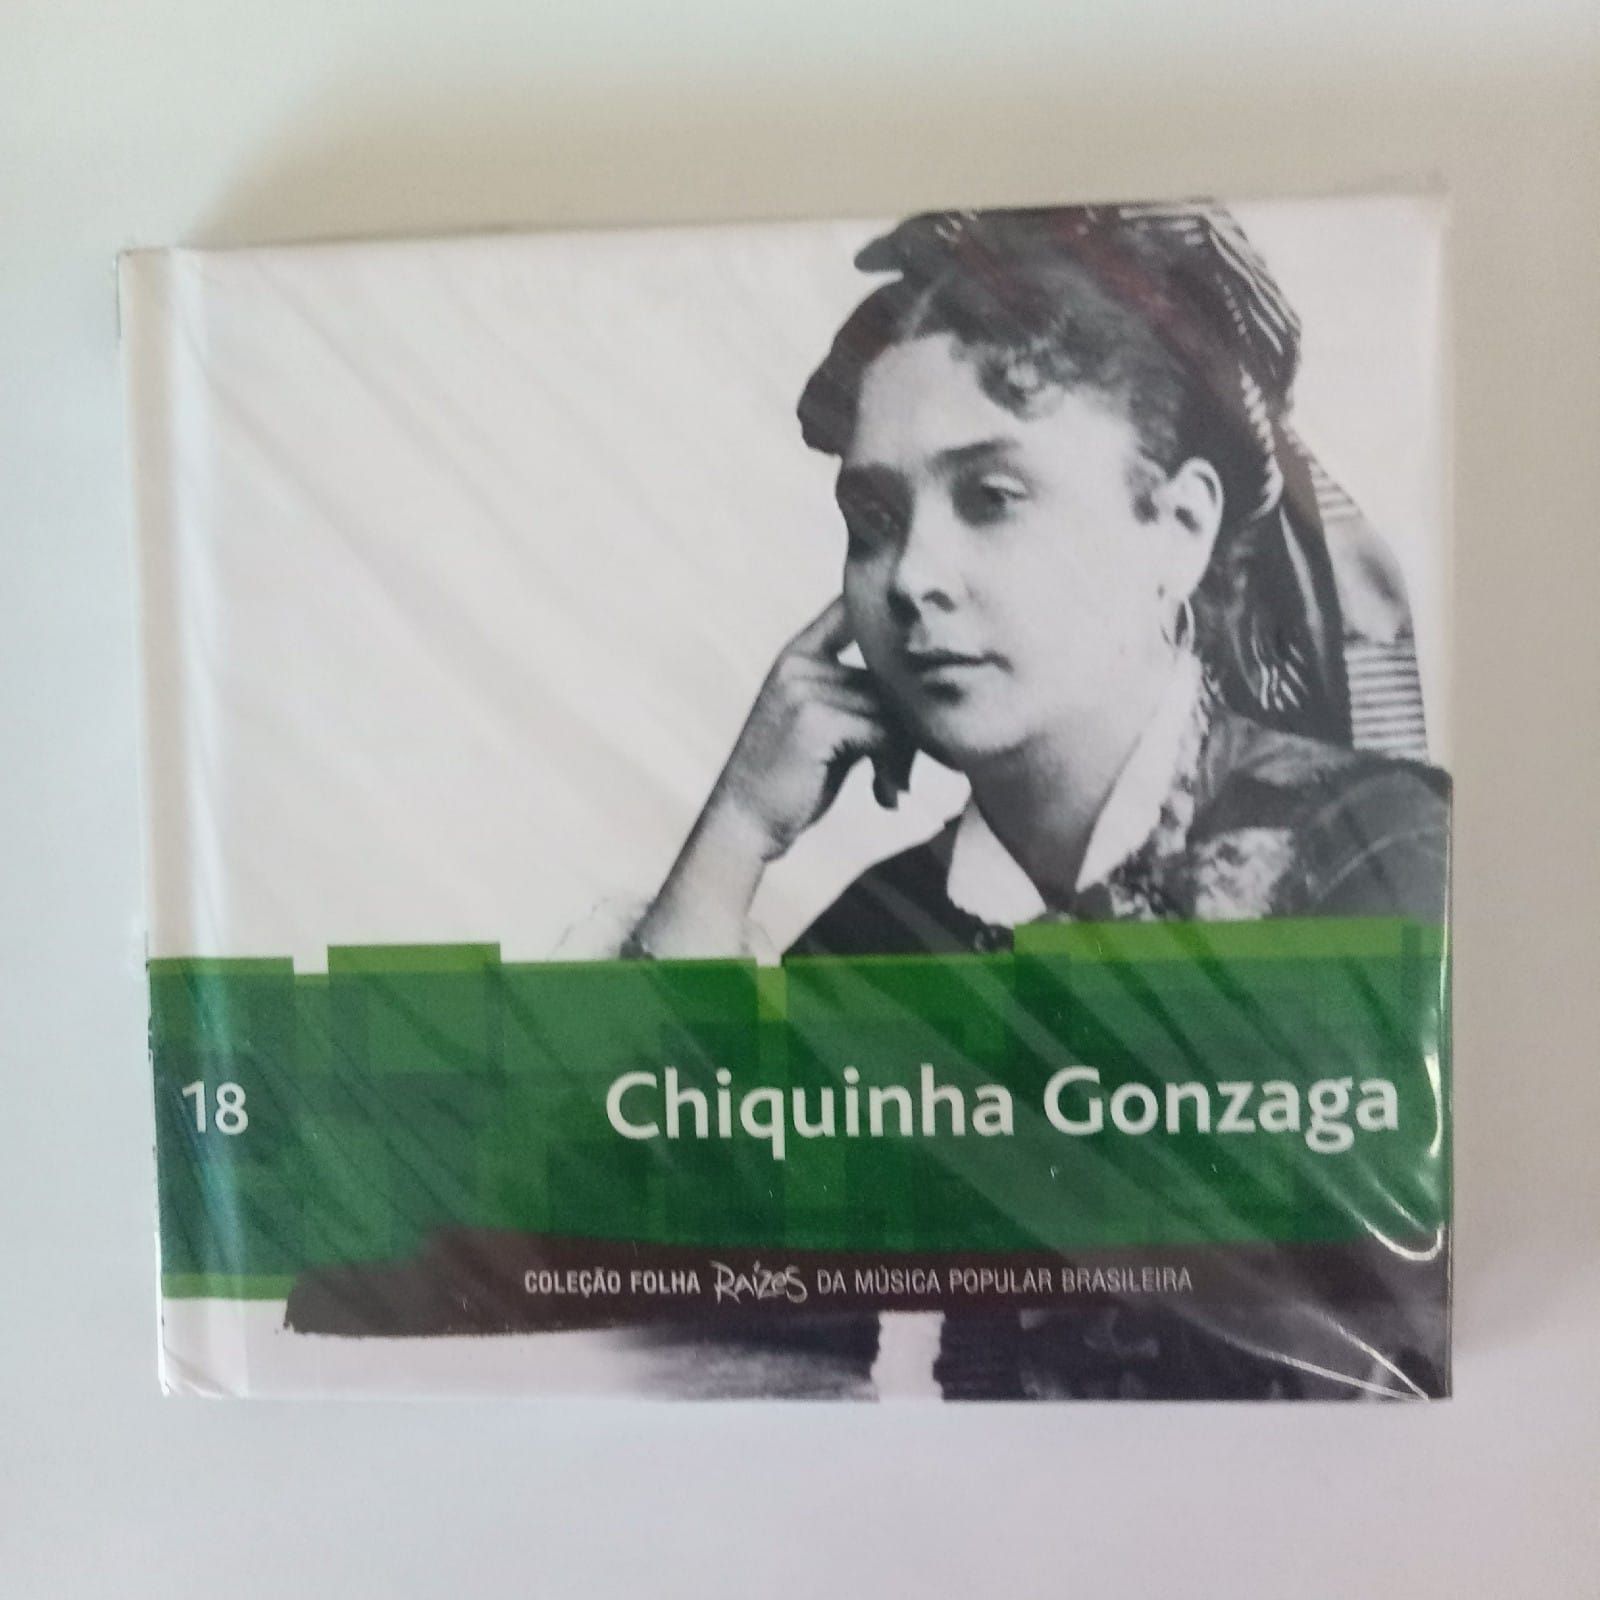 18
Chiquinha Gonzaga
COLEÇÃO FOLHA Raízes DA MÚSICA POPULAR BRASILEIRA